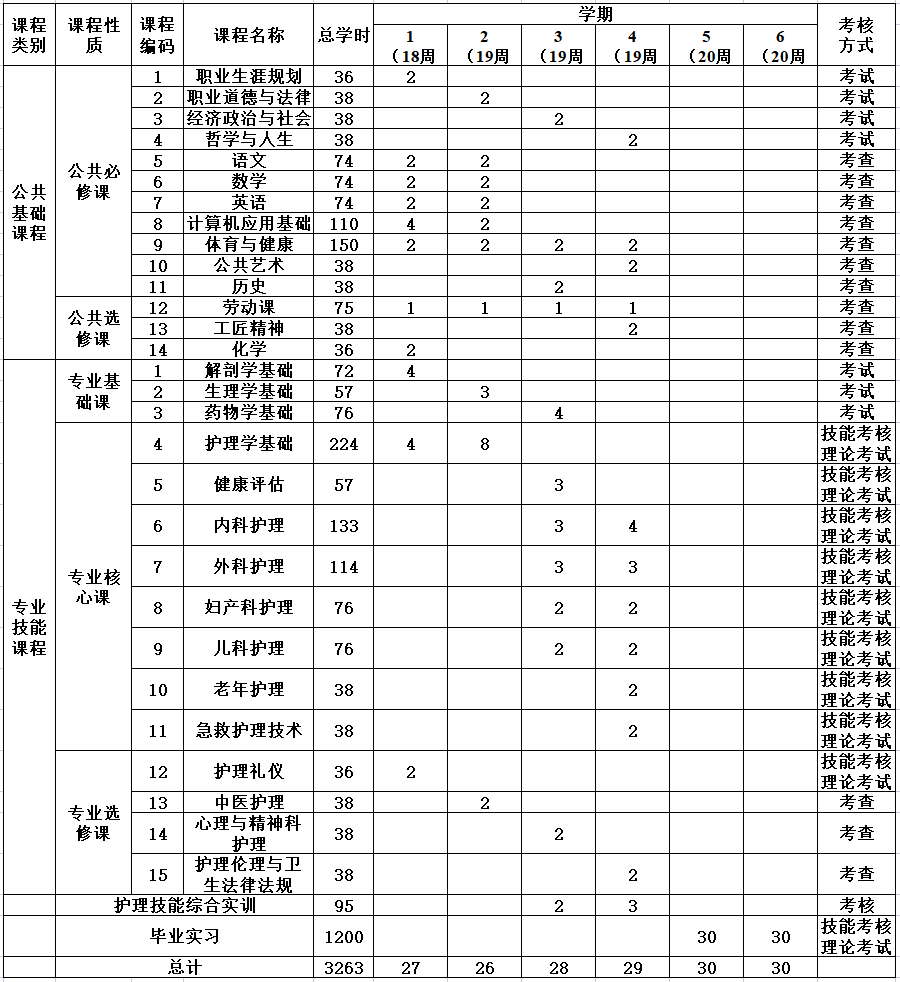 课程类别 课程性质 课程编码 课程名称 总学时 学期 考核方式
1（18周 2（19周 3（19周 4（19周 5（20周 6（20周
公共基础课程 公共必修课 1 职业生涯规划 36 2 考试
2 职业道德与法律 38 2 考试
3 经济政治与社会 38 2 考试
4 哲学与人生 38 2 考试
5 语文 74 2 2 考查
6 数学 74 2 2 考查
7 英语 74 2 2 考查
8 计算机应用基础 110 4 2 考查
9 体育与健康 150 2 2 2 2 考查
10 公共艺术 38 2 考查
11 历史 38 2 考查
公共选修课 12 劳动课 75 1 1 1 1 考查
13 工匠精神 38 2 考查
14 化学 36 2 考查
专业技能课程 专业基础课 1 解剖学基础 72 4 考试
2 生理学基础 57 3 考试
3 药物学基础 76 4 考试
专业核心课 4 护理学基础 224 4 8 技能考核理论考试
5 健康评估 57 3 技能考核理论考试
6 内科护理 133 3 4 技能考核理论考试
7 外科护理 114 3 3 技能考核理论考试
8 妇产科护理 76 2 2 技能考核理论考试
9 儿科护理 76 2 2 技能考核理论考试
10 老年护理 38 2 技能考核理论考试
11 急救护理技术 38 2 技能考核理论考试
专业选修课 12 护理礼仪 36 2 技能考核理论考试
13 中医护理 38 2 考查
14 心理与精神科护理 38 2 考查
15 护理伦理与卫生法律法规 38 2 考查
护理技能综合实训 95 2 3 考核
毕业实习 1200 30 30 技能考核理论考试
总计 3263 27 26 28 29 30 30